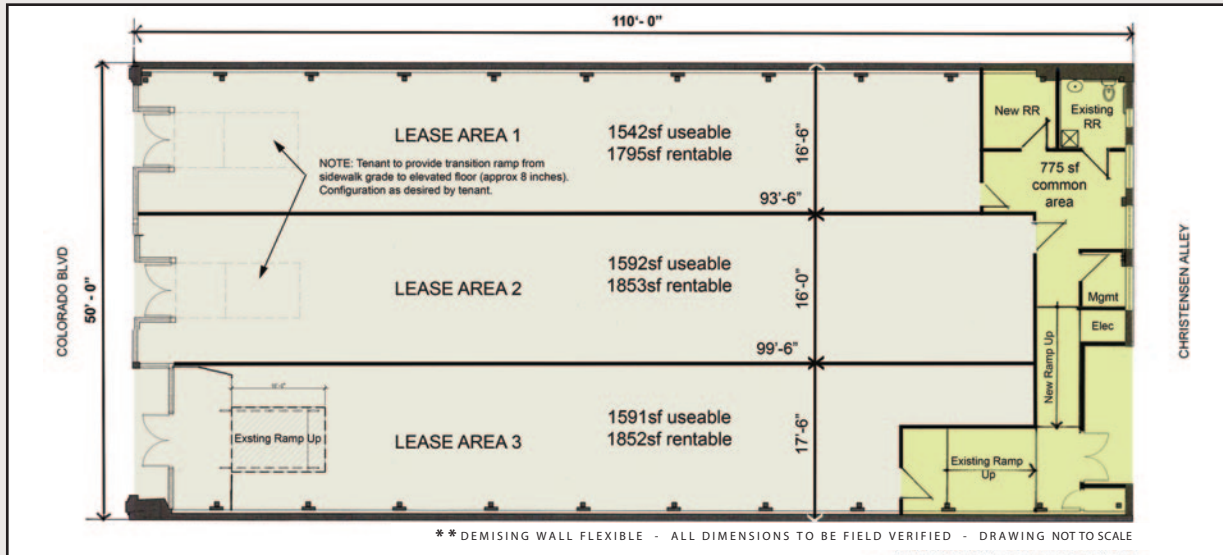 110'- 0"
COLORADO BLVD
50' - 0"
LEASE AREA 1
1542sf useable
1795sf rentable
16'-6"
NOTE: Tenant to provide transition ramp from
sidewalk grade to elevated floor (approx 8 inches).
Configuration as desired by tenant.
93'-6"
New RR
Existing
RR
775 sf
common
area
LEASE AREA 2
1592sf useable
1853sf rentable
16'-0"
99'-6"
Mgmt
Elec
New Ramp Up
CHRISTENSEN ALLEY
LEASE AREA 3
1591sf useable
1852sf rentable
17'-6"
Exstng Ramp Up
Existing Ramp
Up
** DEMISING WALL FLEXIBLE - ALL DIMENSIONS TO BE FIELD VERIFIED - DRAWING NOT TO SCALE